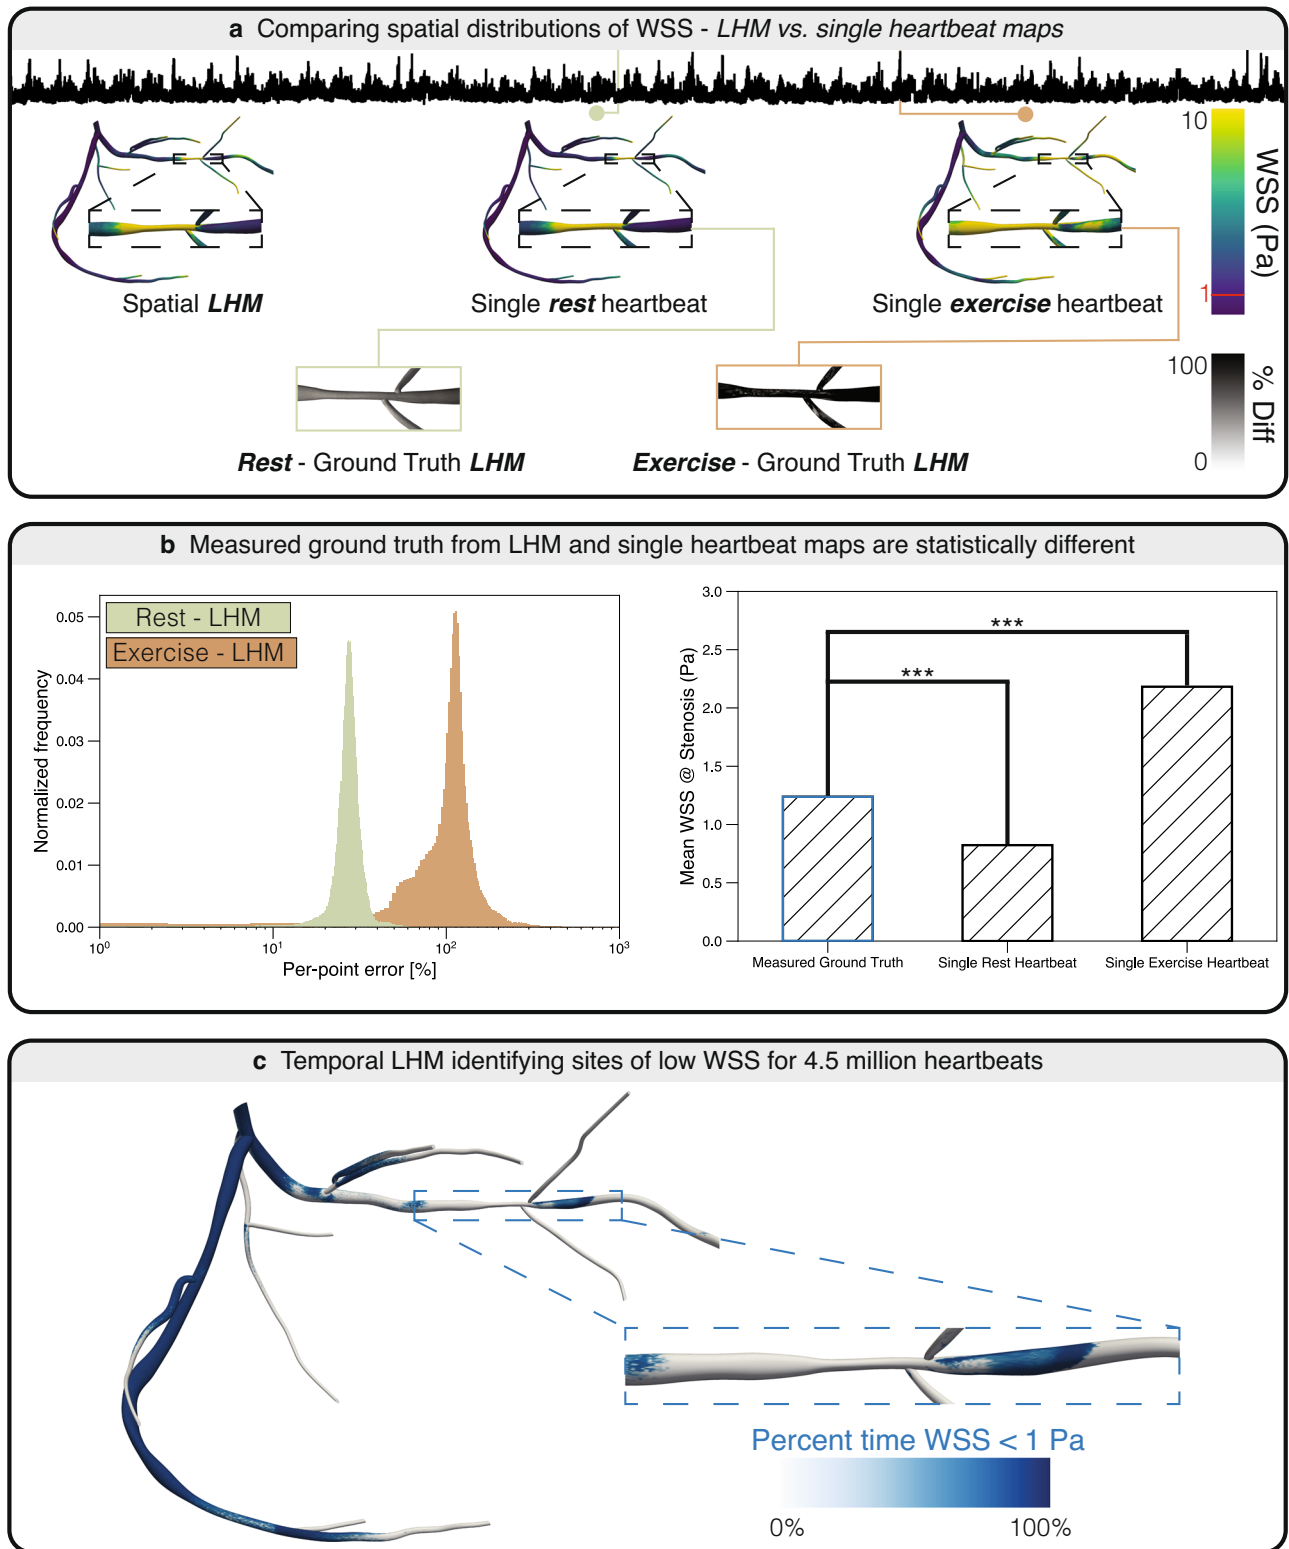 a Comparing spatial distributions of WSS - LHM vs. single heartbeat maps
10
WSS (Pa)
1
Spatial LHM
Single rest heartbeat
Single exercise heartbeat
100
% Diff
0
Rest - Ground Truth LHM
Exercise - Ground Truth LHM
b Measured ground truth from LHM and single heartbeat maps are statistically different
Rest - LHM
Exercise - LHM
Normalized frequency
0.05
0.04
0.03
0.02
0.01
0.00
10⁰
10¹
10²
10³
Per-point error [%]
Mean WSS @ Stenosis (Pa)
3.0
2.5
2.0
1.5
1.0
0.5
0.0
***
***
Measured Ground Truth
Single Rest Heartbeat
Single Exercise Heartbeat
c Temporal LHM identifying sites of low WSS for 4.5 million heartbeats
Percent time WSS < 1 Pa
0%
100%